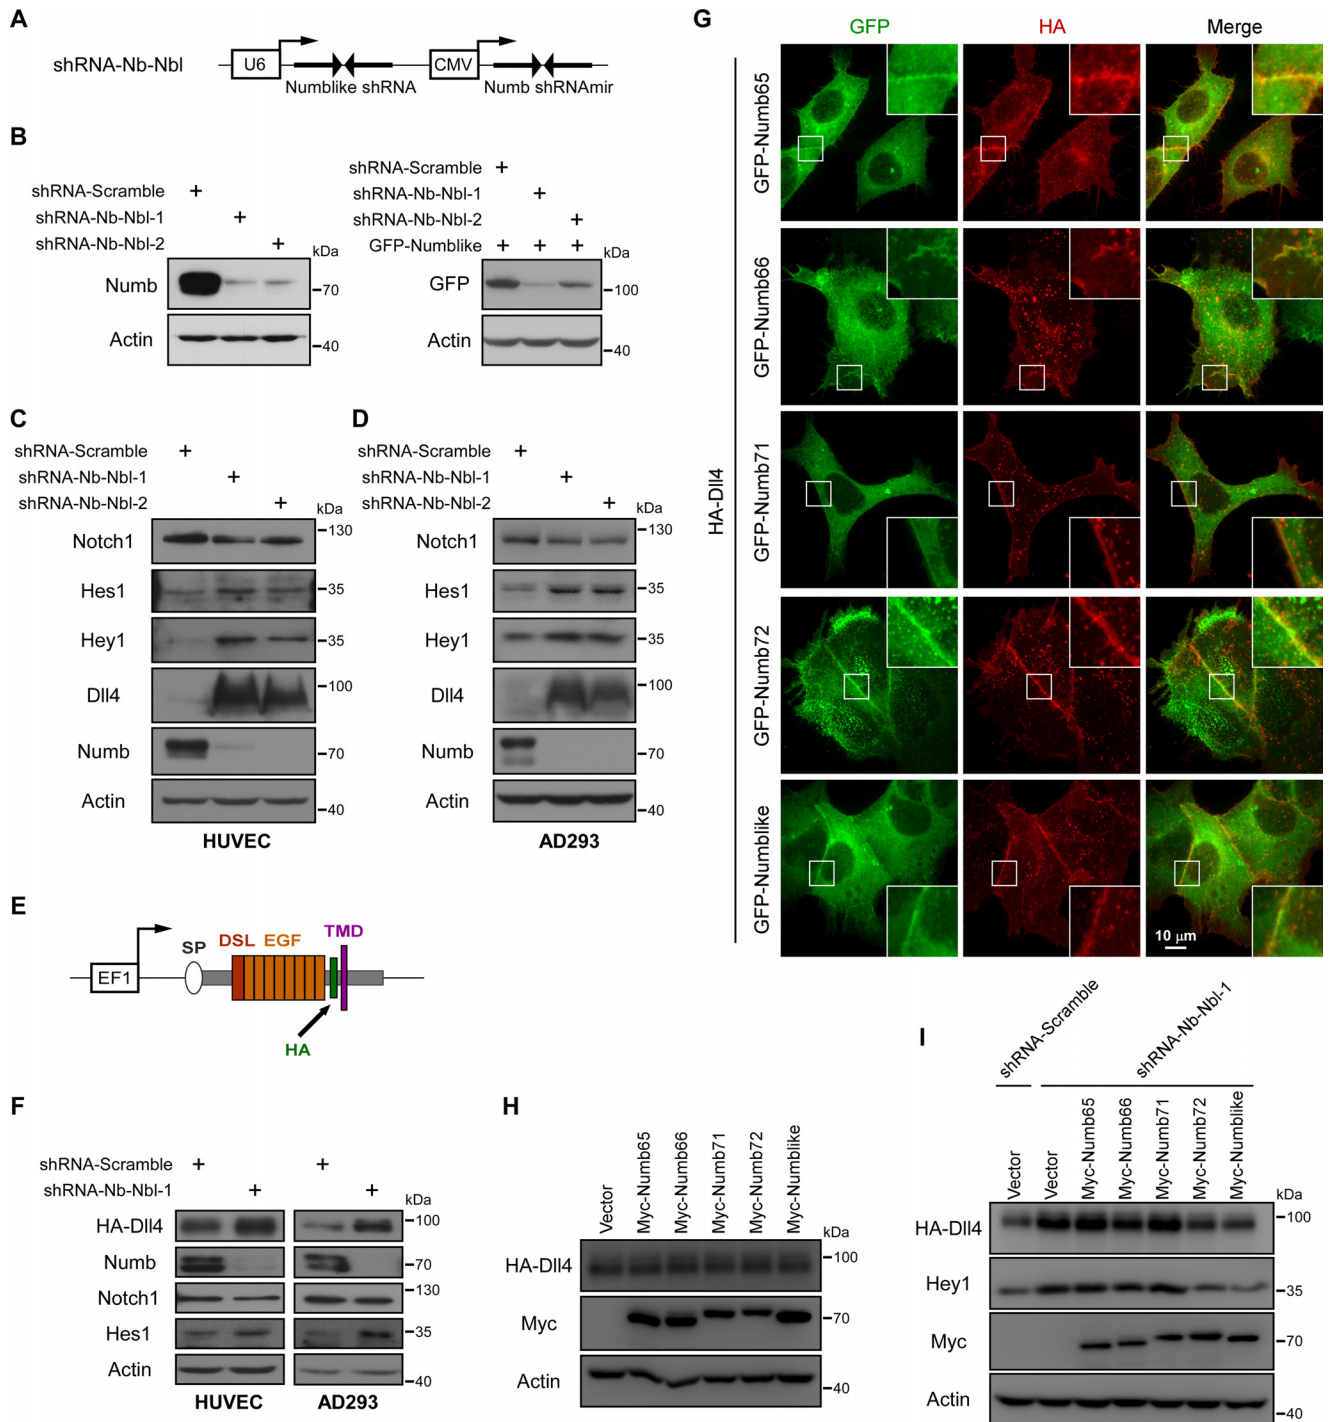 A
shRNA-Nb-Nbl
U6
CMV
Numblike shRNA
Numb shRNAmir
B
shRNA-Scramble +
shRNA-Nb-Nbl-1 +
shRNA-Nb-Nbl-2 +
kDa
Numb
70
Actin
40
shRNA-Scramble +
shRNA-Nb-Nbl-1 +
shRNA-Nb-Nbl-2 +
GFP-Numblike + + +
kDa
GFP
100
Actin
40
C
shRNA-Scramble +
shRNA-Nb-Nbl-1 +
shRNA-Nb-Nbl-2 +
kDa
Notch1
130
Hes1
35
Hey1
35
Dll4
100
Numb
70
Actin
40
HUVEC
D
shRNA-Scramble +
shRNA-Nb-Nbl-1 +
shRNA-Nb-Nbl-2 +
kDa
Notch1
130
Hes1
35
Hey1
35
Dll4
100
Numb
70
Actin
40
AD293
E
EF1
SP
DSL
EGF
TMD
HA
F
shRNA-Scramble + +
shRNA-Nb-Nbl-1 + +
kDa
HA-Dll4
100
Numb
70
Notch1
130
Hes1
35
Actin
40
HUVEC
AD293
G
GFP
HA
Merge
HA-Dll4
GFP-Numb65
GFP-Numb66
GFP-Numb71
GFP-Numb72
GFP-Numblike
10 μm
H
Vector
Myc-Numb65
Myc-Numb66
Myc-Numb71
Myc-Numb72
Myc-Numblike
kDa
HA-Dll4
100
Myc
70
Actin
40
I
shRNA-Scramble
shRNA-Nb-Nbl-1
Vector
Vector
Myc-Numb65
Myc-Numb66
Myc-Numb71
Myc-Numb72
Myc-Numblike
kDa
HA-Dll4
100
Hey1
35
Myc
70
Actin
40